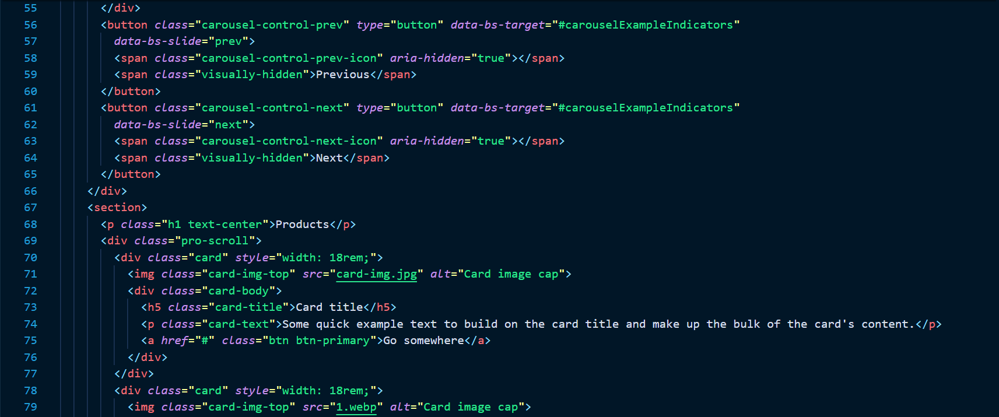 55 </div>
56 <button class="carousel-control-prev" type="button" data-bs-target="#carouselExampleIndicators"
57 data-bs-slide="prev">
58 <span class="carousel-control-prev-icon" aria-hidden="true"></span>
59 <span class="visually-hidden">Previous</span>
60 </button>
61 <button class="carousel-control-next" type="button" data-bs-target="#carouselExampleIndicators"
62 data-bs-slide="next">
63 <span class="carousel-control-next-icon" aria-hidden="true"></span>
64 <span class="visually-hidden">Next</span>
65 </button>
66 </div>
67 <section>
68 <p class="h1 text-center">Products</p>
69 <div class="pro-scroll">
70 <div class="card" style="width: 18rem;">
71 <img class="card-img-top" src="card-img.jpg" alt="Card image cap">
72 <div class="card-body">
73 <h5 class="card-title">Card title</h5>
74 <p class="card-text">Some quick example text to build on the card title and make up the bulk of the card's content.</p>
75 <a href="#" class="btn btn-primary">Go somewhere</a>
76 </div>
77 </div>
78 <div class="card" style="width: 18rem;">
79 <img class="card-img-top" src="1.webp" alt="Card image cap">